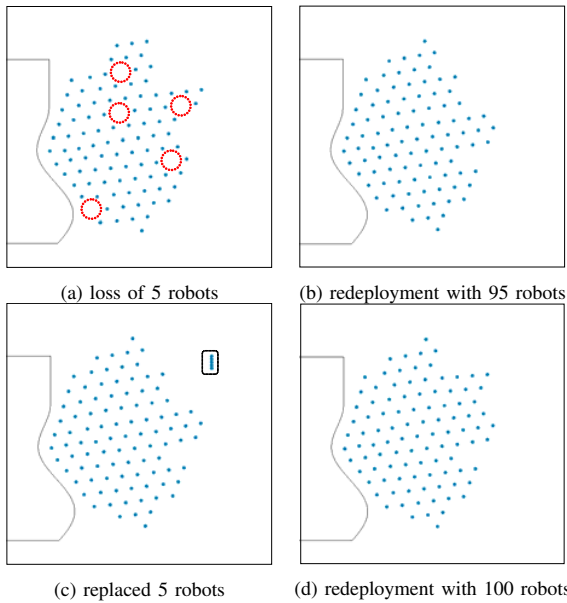 (a) loss of 5 robots
(b) redeployment with 95 robots
(c) replaced 5 robots
(d) redeployment with 100 robots